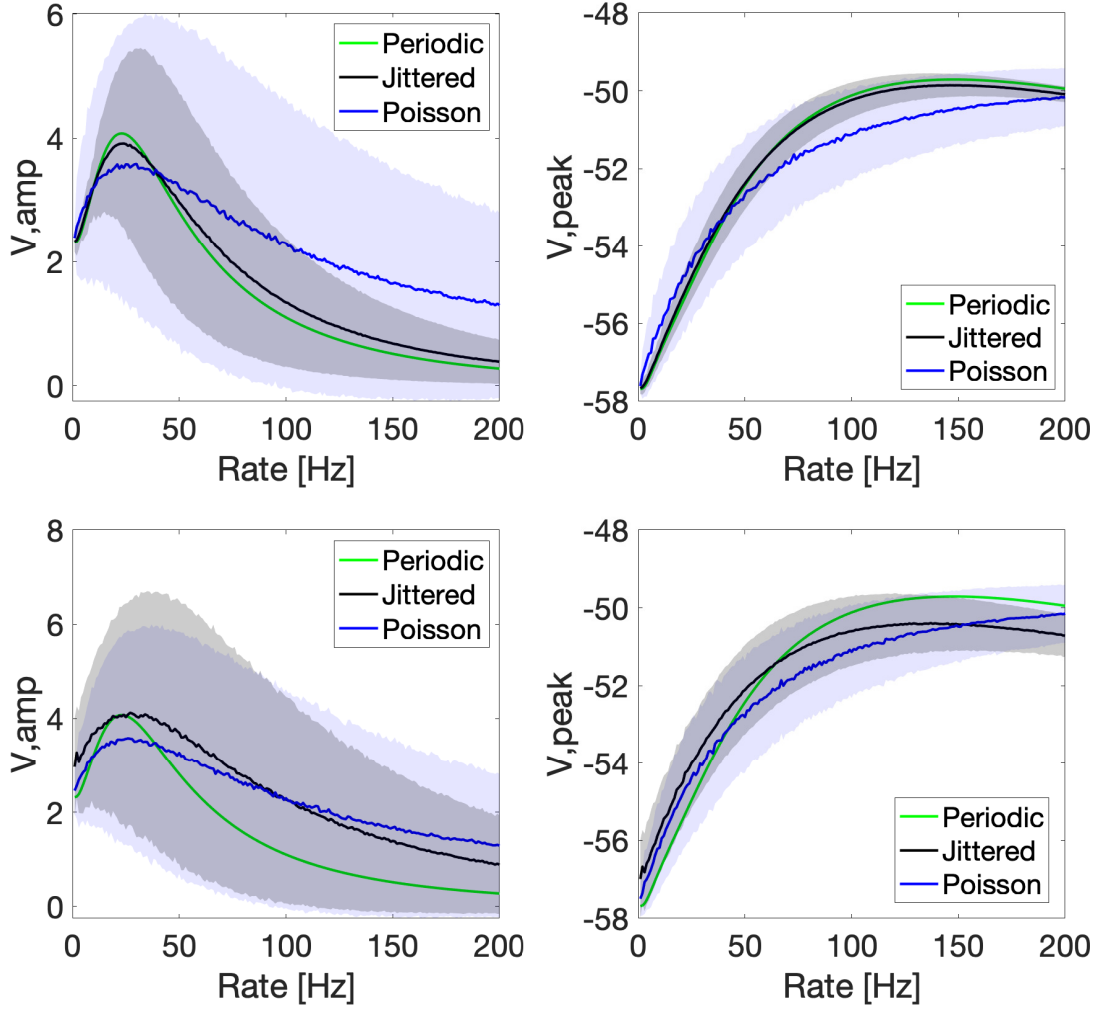 6
4
2
0
V,amp
0 50 100 150 200
Rate [Hz]
Periodic
Jittered
Poisson
-48
-50
-52
-54
-56
-58
V,peak
0 50 100 150 200
Rate [Hz]
Periodic
Jittered
Poisson
8
6
4
2
0
V,amp
0 50 100 150 200
Rate [Hz]
Periodic
Jittered
Poisson
-48
-50
-52
-54
-56
-58
V,peak
0 50 100 150 200
Rate [Hz]
Periodic
Jittered
Poisson